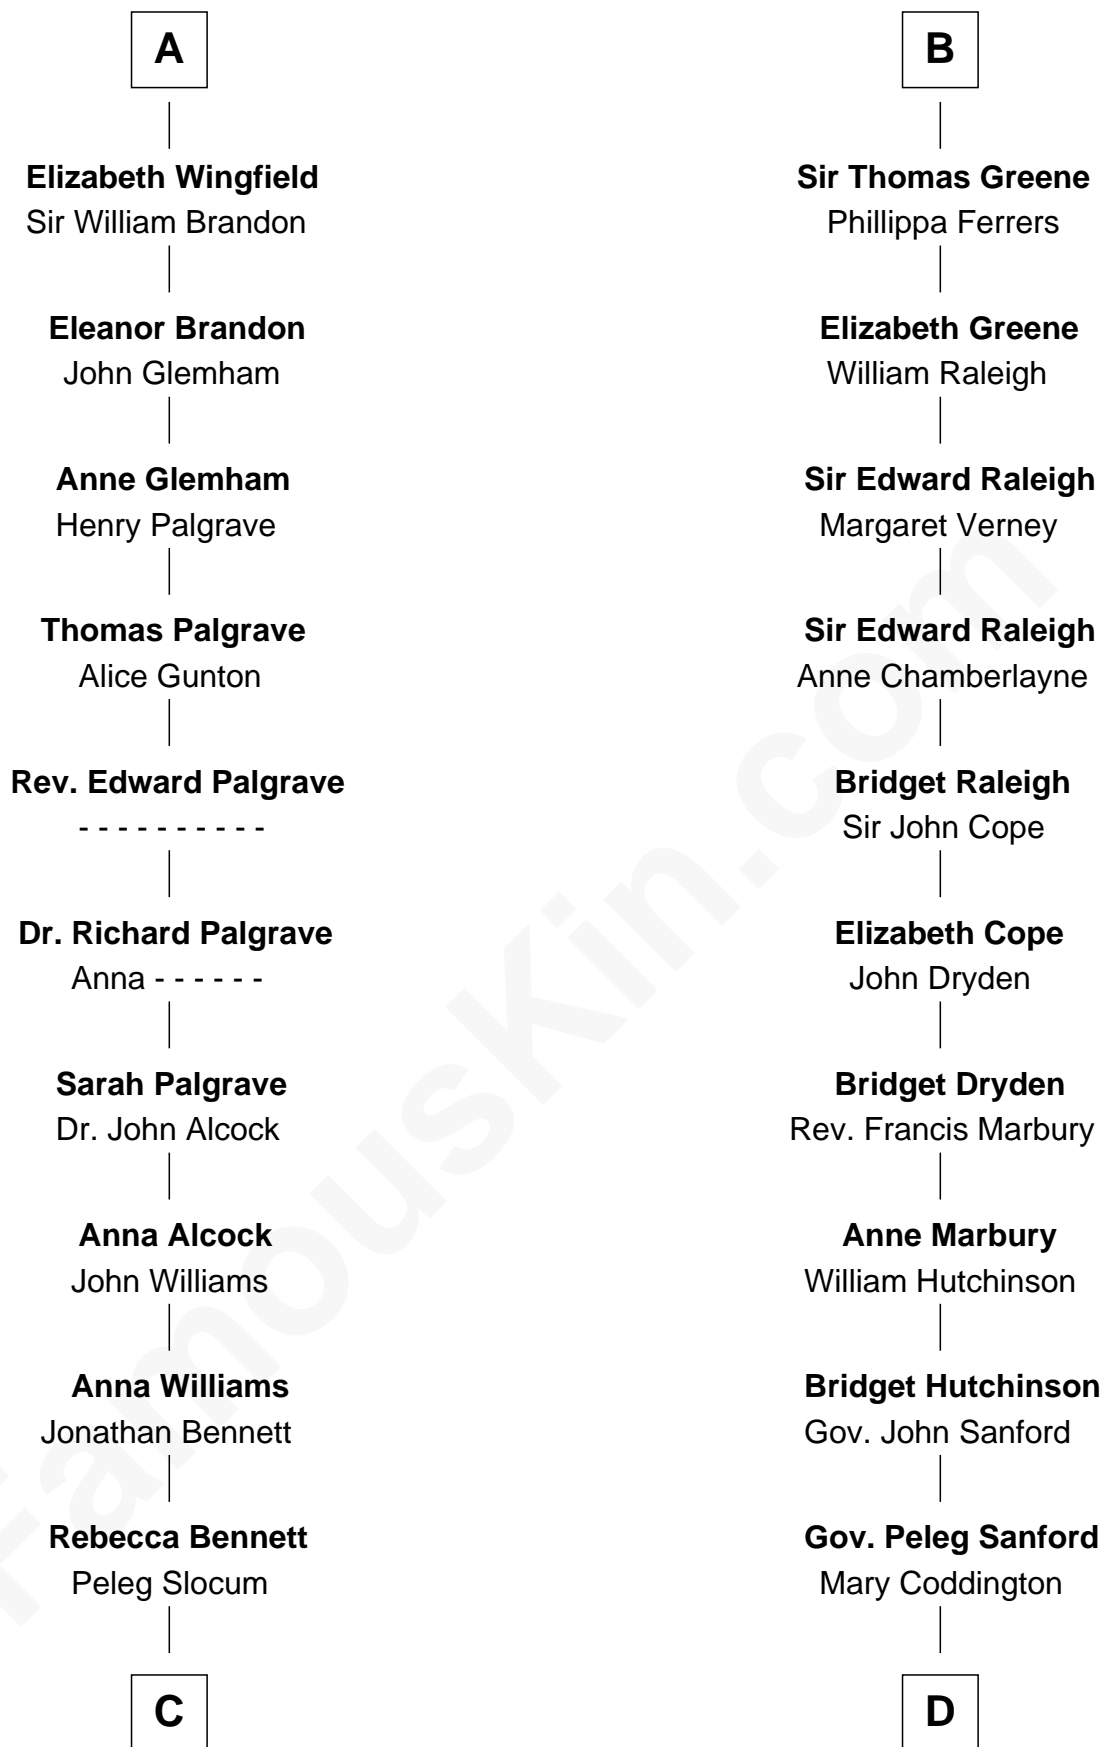 A
Elizabeth Wingfield
Sir William Brandon
Eleanor Brandon
John Glemham
Anne Glemham
Henry Palgrave
Thomas Palgrave
Alice Gunton
Rev. Edward Palgrave
- - - - - - - - - -
Dr. Richard Palgrave
Anna - - - - - -
Sarah Palgrave
Dr. John Alcock
Anna Alcock
John Williams
Anna Williams
Jonathan Bennett
Rebecca Bennett
Peleg Slocum
C
B
Sir Thomas Greene
Phillippa Ferrers
Elizabeth Greene
William Raleigh
Sir Edward Raleigh
Margaret Verney
Sir Edward Raleigh
Anne Chamberlayne
Bridget Raleigh
Sir John Cope
Elizabeth Cope
John Dryden
Bridget Dryden
Rev. Francis Marbury
Anne Marbury
William Hutchinson
Bridget Hutchinson
Gov. John Sanford
Gov. Peleg Sanford
Mary Coddington
D
FamousKin.com